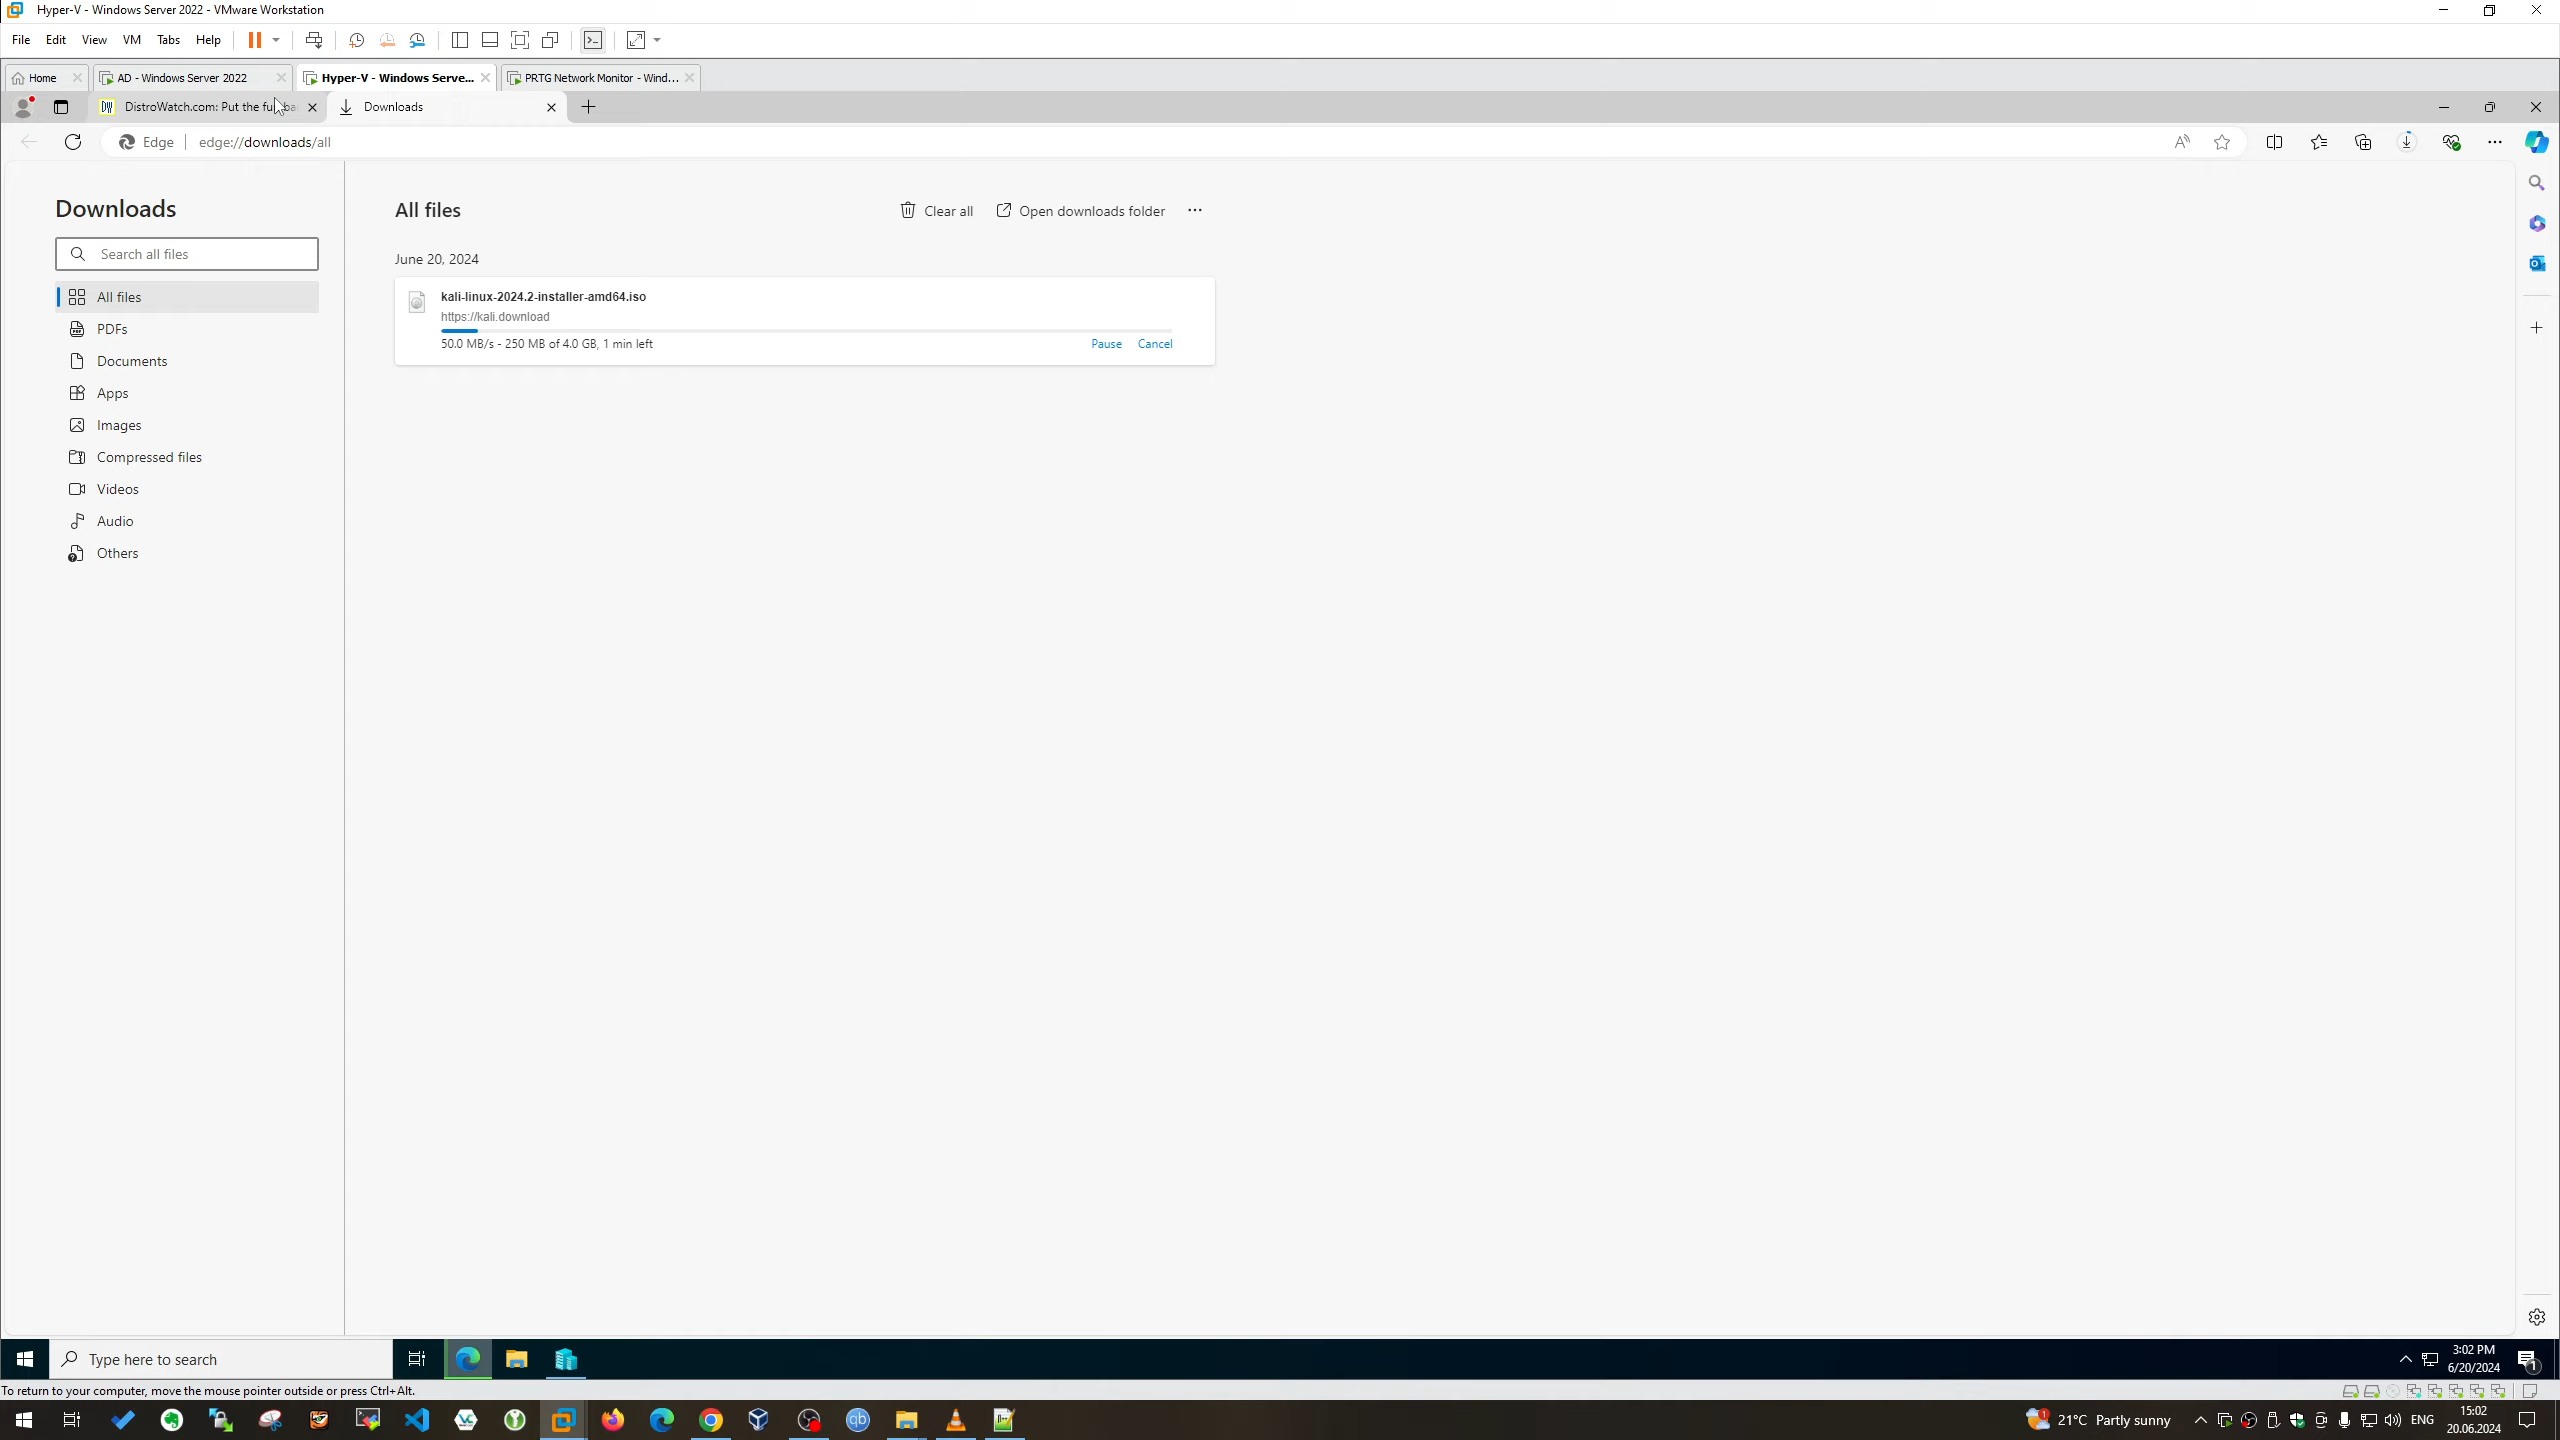 Hyper-V - Windows Server 2022 - VMware Workstation
File Edit View VM Tabs Help
Home AD - Windows Server 2022 Hyper-V - Windows Serve... PRTG Network Monitor - Wind...
DistroWatch.com: Put the fu Downloads
Edge edge://downloads/all
Downloads
Search all files
All files
PDFs
Documents
Apps
Images
Compressed files
Videos
Audio
Others
All files Clear all Open downloads folder
June 20, 2024
kali-linux-2024.2-installer-amd64.iso
https://kali.download
50.0 MB/s - 250 MB of 4.0 GB, 1 min left Pause Cancel
Type here to search
3:02 PM
6/20/2024
1
To return to your computer, move the mouse pointer outside or press Ctrl+Alt.
21°C Partly sunny ENG
15:02
20.06.2024